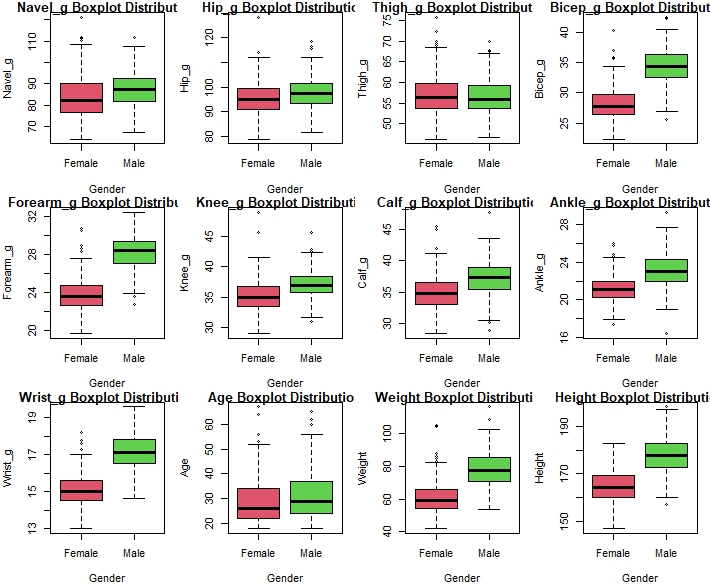 Navel_g Boxplot Distribut
Navel_g
70 80 90 110
Female Male
Gender
Hip_g Boxplot Distributi
Hip_g
80 90 100 120
Female Male
Gender
Thigh_g Boxplot Distribu
Thigh_g
50 55 60 65 70 75
Female Male
Gender
Bicep_g Boxplot Distribut
Bicep_g
25 30 35 40
Female Male
Gender
Forearm_g Boxplot Distribu
Forearm_g
20 24 28 32
Female Male
Gender
Knee_g Boxplot Distribut
Knee_g
30 35 40 45
Female Male
Gender
Calf_g Boxplot Distributi
Calf_g
30 35 40 45
Female Male
Gender
Ankle_g Boxplot Distribut
Ankle_g
16 20 24 28
Female Male
Gender
Wrist_g Boxplot Distributi
Wrist_g
13 15 17 19
Female Male
Gender
Age Boxplot Distributio
Age
20 30 40 50 60
Female Male
Gender
Weight Boxplot Distributi
Weight
40 60 80 100
Female Male
Gender
Height Boxplot Distributi
Height
150 170 190
Female Male
Gender